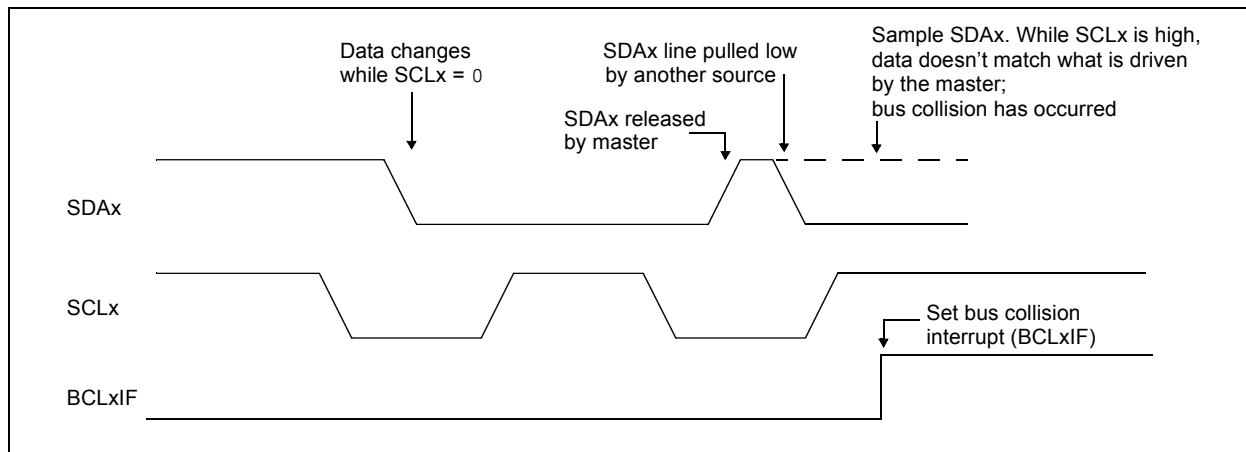 Data changes
while SCLx = 0
SDAx line pulled low
by another source
Sample SDAx. While SCLx is high,
data doesn't match what is driven
by the master;
bus collision has occurred
SDAx released
by master
SDAx
SCLx
Set bus collision
interrupt (BCLxIF)
BCLxIF